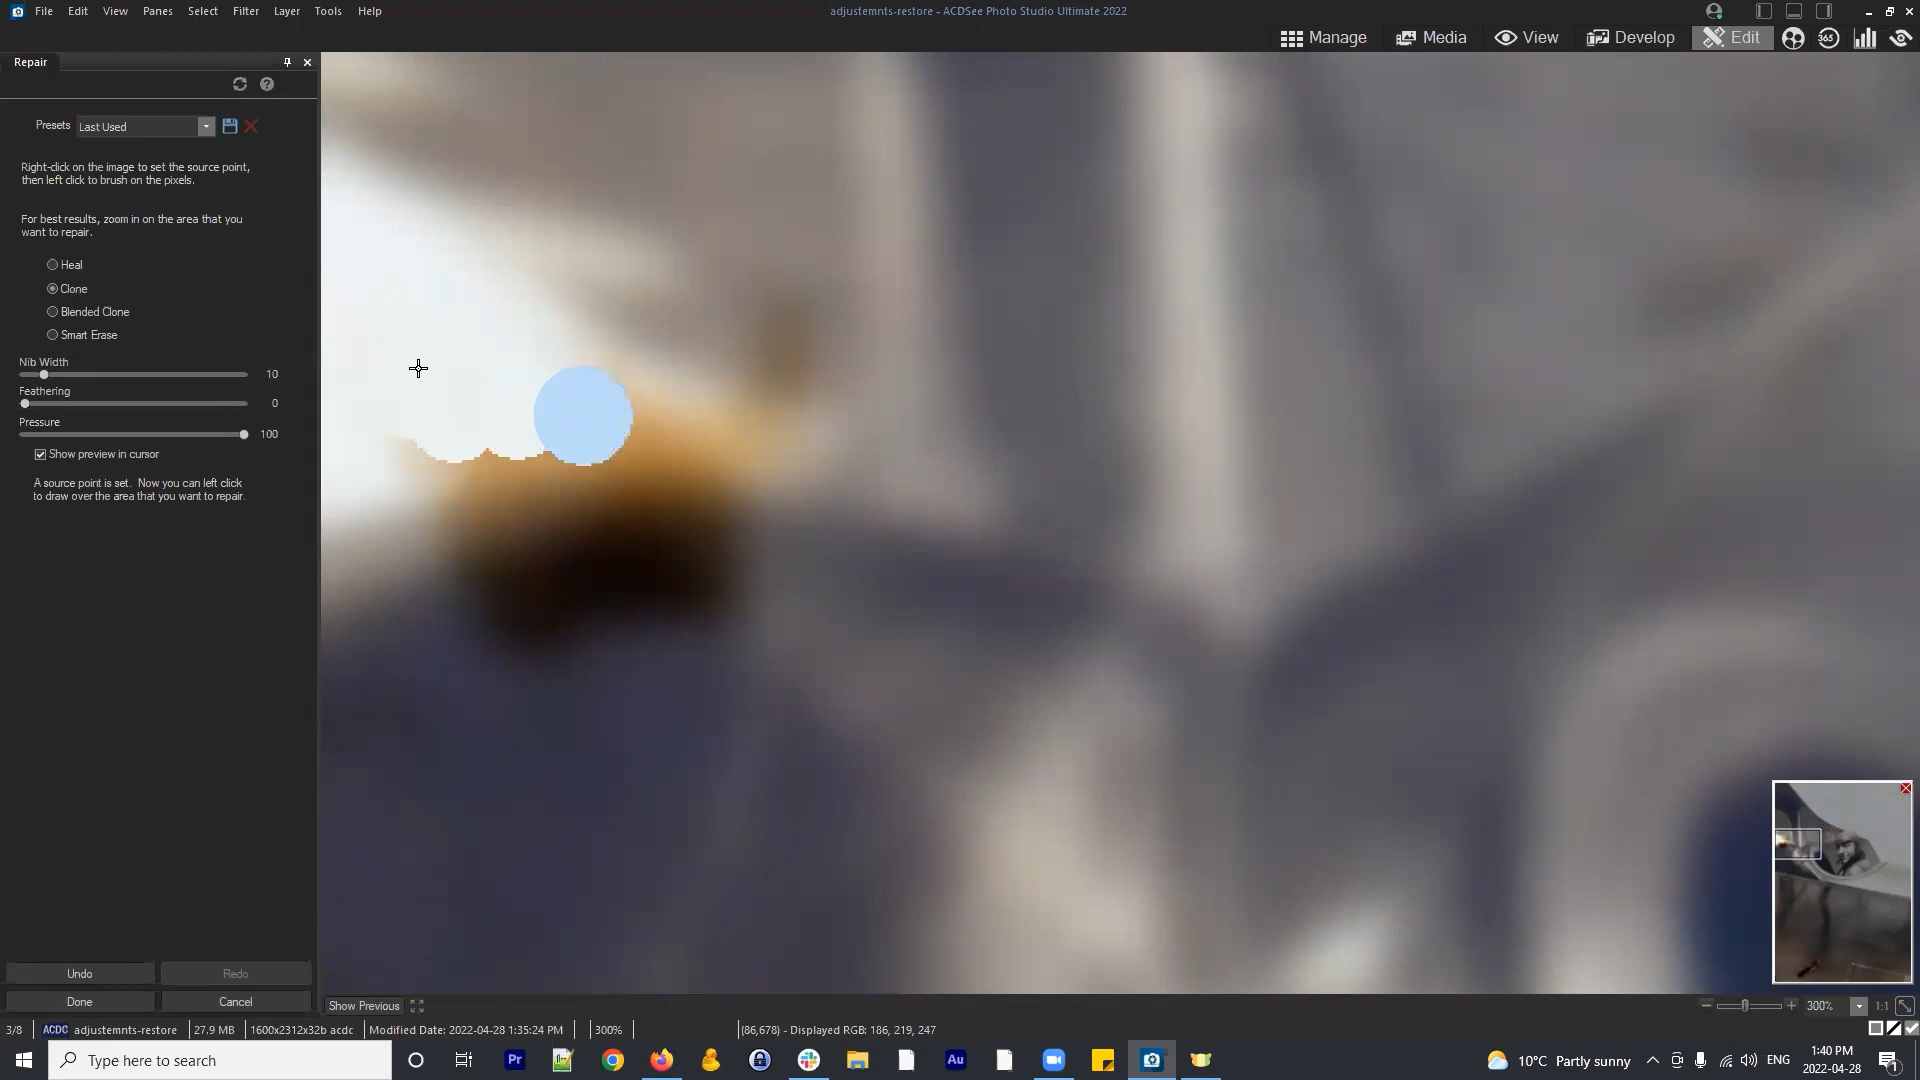 File Edit View Panes Select Filter Layer Tools Help
adjustemnts-restore - ACDSee Photo Studio Ultimate 2022
Manage Media View Develop Edit 365
Repair
Presets Last Used
Right-click on the image to set the source point,
then left click to brush on the pixels.
For best results, zoom in on the area that you
want to repair.
Heal
Clone
Blended Clone
Smart Erase
Nib Width
10
Feathering
0
Pressure
100
Show preview in cursor
A source point is set. Now you can left click
to draw over the area that you want to repair.
Undo Redo
Done Cancel
Show Previous
300% 1:1
3/8 ACDC adjustemnts-restore 27.9 MB 1600x2312x32b acdc Modified Date: 2022-04-28 1:35:24 PM 300% (86,678) - Displayed RGB: 186, 219, 247
Type here to search
Pr Au
10°C Partly sunny ENG
1:40 PM
2022-04-28
1